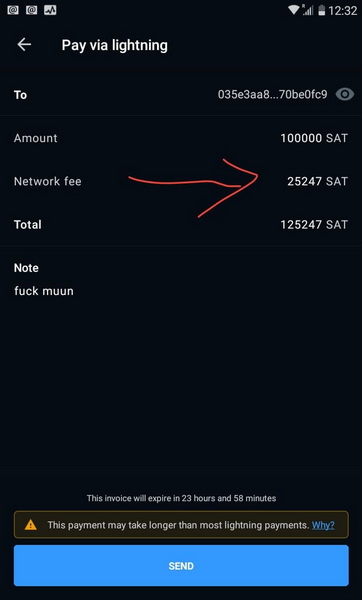 12:32
Pay via lightning
To 035e3aa8...70be0fc9
Amount 100000 SAT
Network fee 25247 SAT
Total 125247 SAT
Note
fuck muun
This invoice will expire in 23 hours and 58 minutes
This payment may take longer than most lightning payments. Why?
SEND